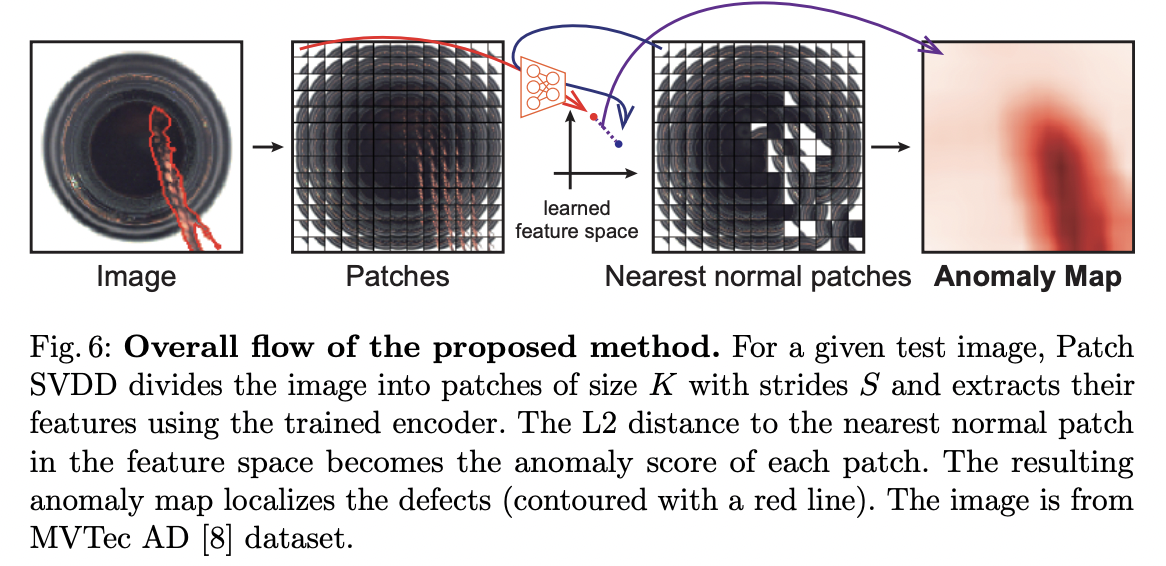 learned
feature space
Image
Patches
Nearest normal patches
Anomaly Map
Fig. 6: Overall flow of the proposed method. For a given test image, Patch
SVDD divides the image into patches of size K with strides S and extracts their
features using the trained encoder. The L2 distance to the nearest normal patch
in the feature space becomes the anomaly score of each patch. The resulting
anomaly map localizes the defects (contoured with a red line). The image is from
MVTec AD [8] dataset.